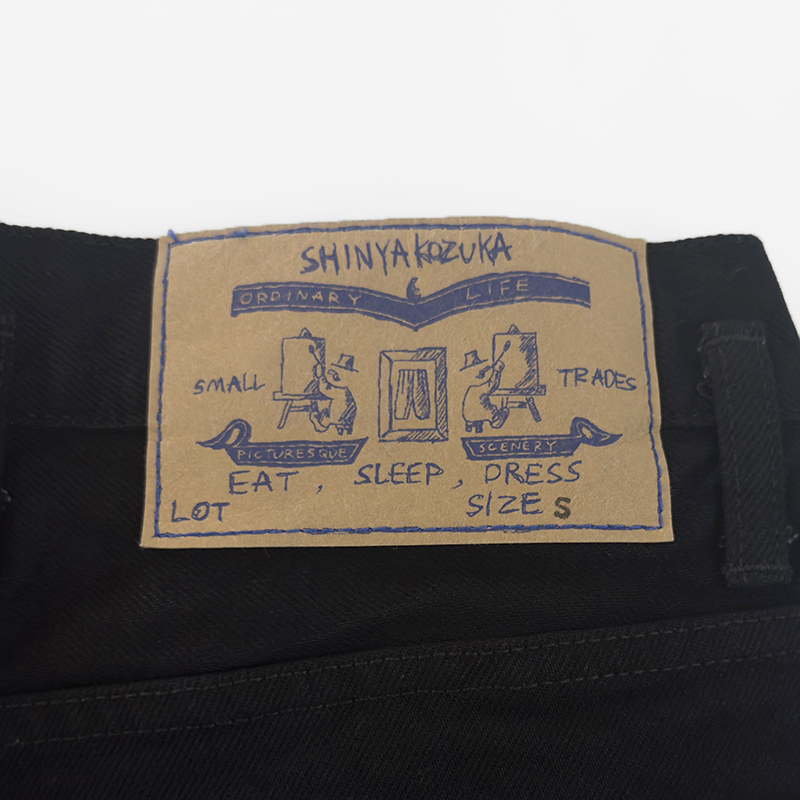 SHINYAKOZUKA
ORDINARY LIFE
SMALL TRADES
PICTURESQUE SCENERY
EAT, SLEEP, DRESS
LOT SIZE S